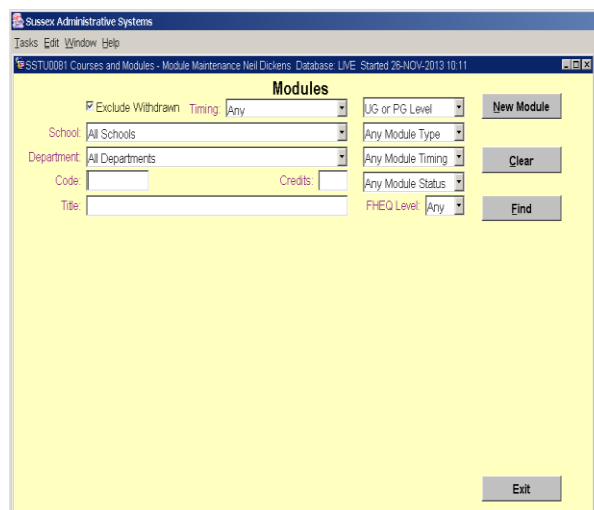 Sussex Administrative Systems
Tasks Edit Window Help
SSTU0081 Courses and Modules - Module Maintenance Neil Dickens Database: LIVE Started 26-NOV-2013 10:11
Modules
Exclude Withdrawn Timing: Any UG or PG Level New Module
School: All Schools Any Module Type
Department: All Departments Any Module Timing Clear
Code: Credits: Any Module Status
Title: FHEQ Level: Any Find
Exit